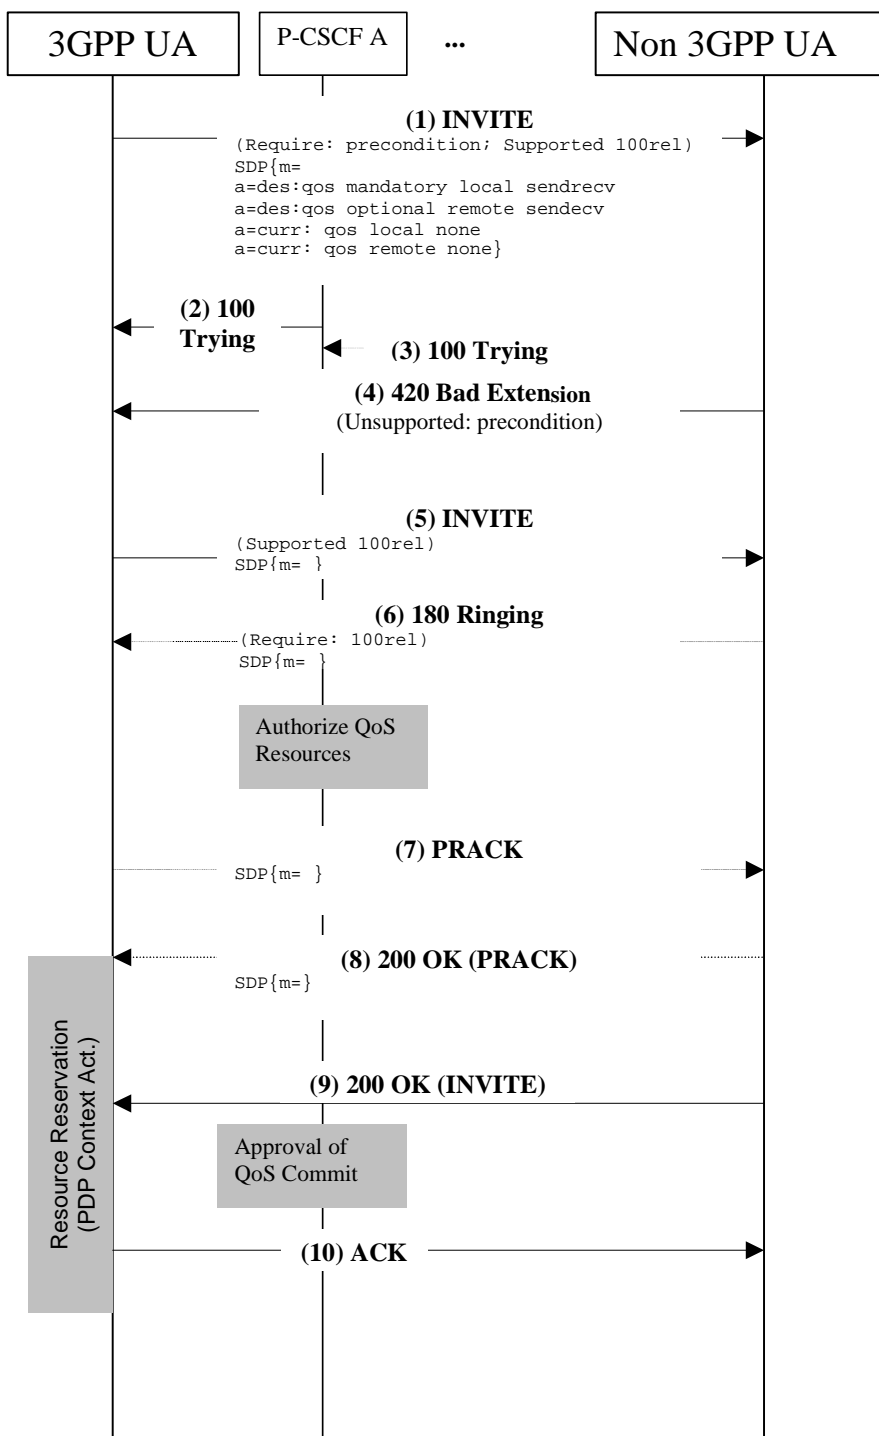 3GPP UA
P-CSCF A
...
Non 3GPP UA
(1) INVITE
(Require: precondition; Supported 100rel)
SDP{m=
a=des:qos mandatory local sendrecv
a=des:qos optional remote sendecv
a=curr: qos local none
a=curr: qos remote none}
(2) 100
Trying
(3) 100 Trying
(4) 420 Bad Extension
(Unsupported: precondition)
(5) INVITE
(Supported 100rel)
SDP{m= }
(6) 180 Ringing
(Require: 100rel)
SDP{m= }
Authorize QoS
Resources
(7) PRACK
SDP{m= }
(8) 200 OK (PRACK)
SDP{m=}
Resource Reservation
(PDP Context Act.)
(9) 200 OK (INVITE)
Approval of
QoS Commit
(10) ACK